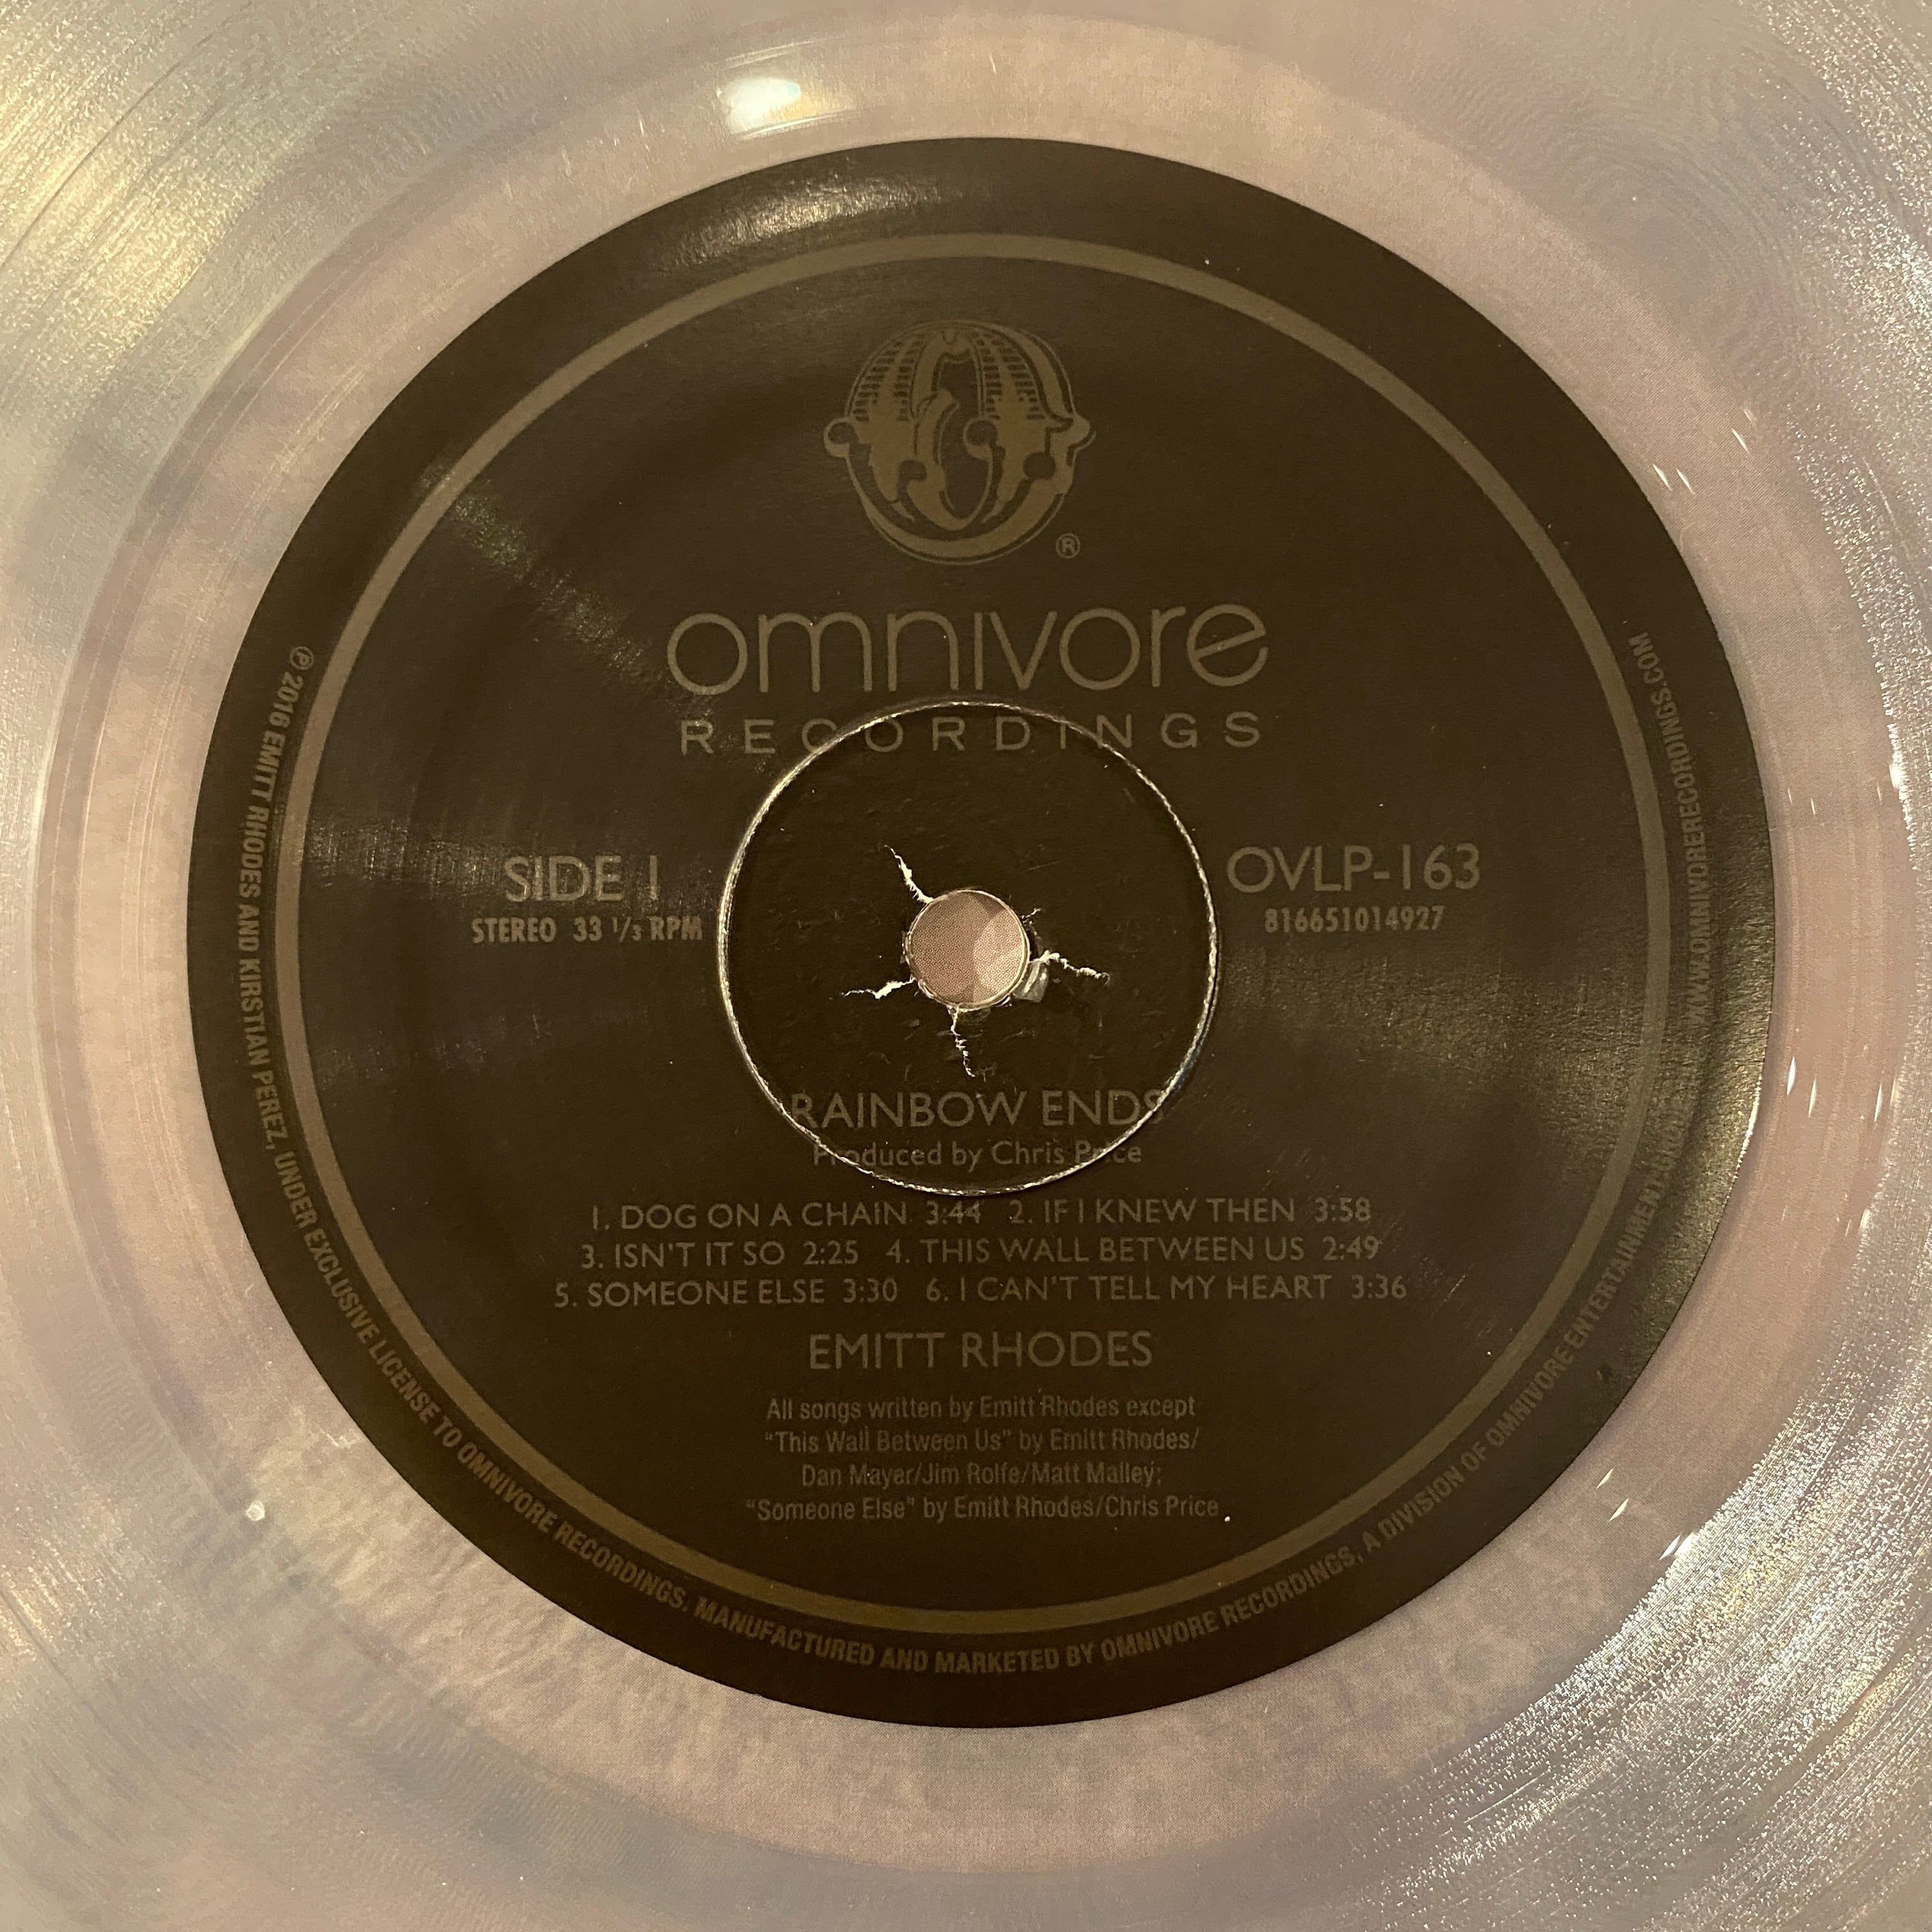 ®
omnivore
RECORDINGS
SIDE 1
STEREO 33 1/3 RPM
OVLP-163
816651014927
RAINBOW ENDS
Produced by Chris Price
1. DOG ON A CHAIN 3:44 2. IF I KNEW THEN 3:58
3. ISN'T IT SO 2:25 4. THIS WALL BETWEEN US 2:49
5. SOMEONE ELSE 3:30 6. I CAN'T TELL MY HEART 3:36
EMITT RHODES
All songs written by Emitt Rhodes except
“This Wall Between Us” by Emitt Rhodes/
Dan Mayer/Jim Rolfe/Matt Malley;
“Someone Else” by Emitt Rhodes/Chris Price
℗ 2016 EMITT RHODES AND KIRSTIAN PEREZ, UNDER EXCLUSIVE LICENSE TO OMNIVORE RECORDINGS. MANUFACTURED AND MARKETED BY OMNIVORE RECORDINGS, A DIVISION OF OMNIVORE ENTERTAINMENT WWW.OMNIVORERECORDINGS.COM